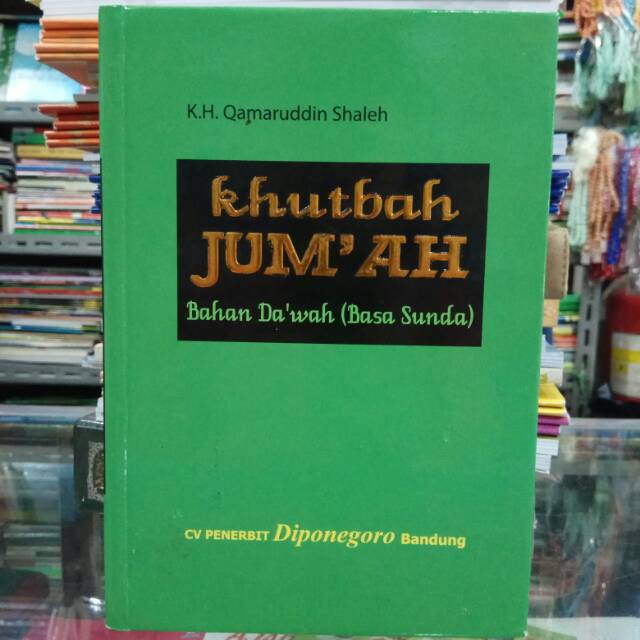 K.H. Qamaruddin Shaleh
khutbah
JUM'AH
Bahan Da'wah (Basa Sunda)
CV PENERBIT Diponegoro Bandung